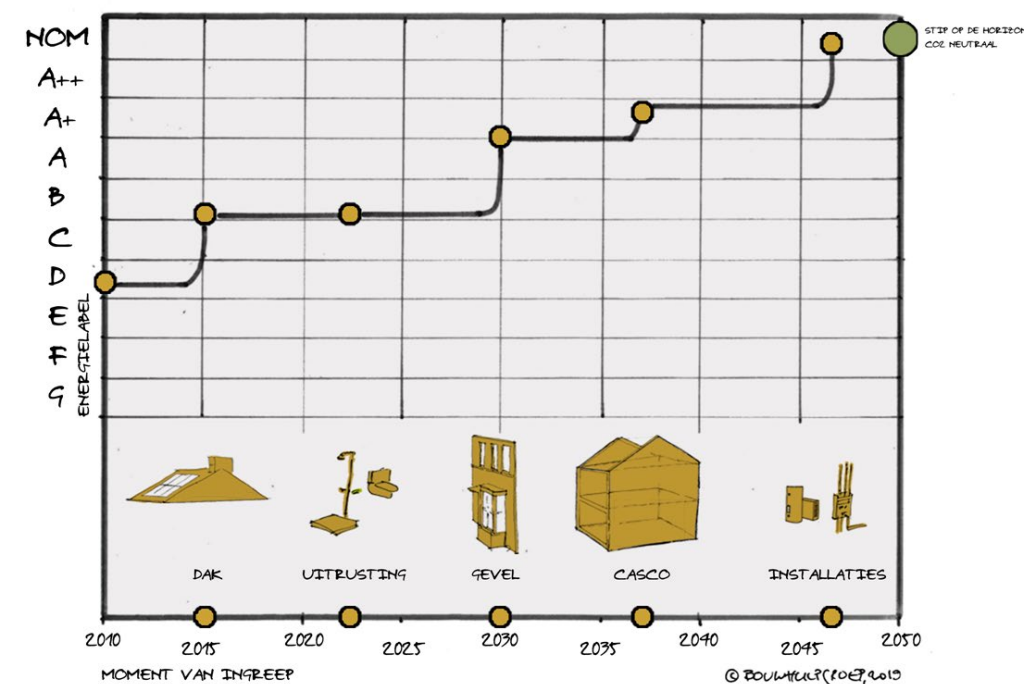 NOM
STIP OP DE HORIZON
CO2 NEUTRAAL
A++
A+
A
B
C
D
E
F
G
ENERGIELABEL
DAK UITRUSTING GEVEL CASCO INSTALLATIES
2010 2015 2020 2025 2030 2035 2040 2045 2050
MOMENT VAN INGREEP
© BOUWHULPGROEP, 2019